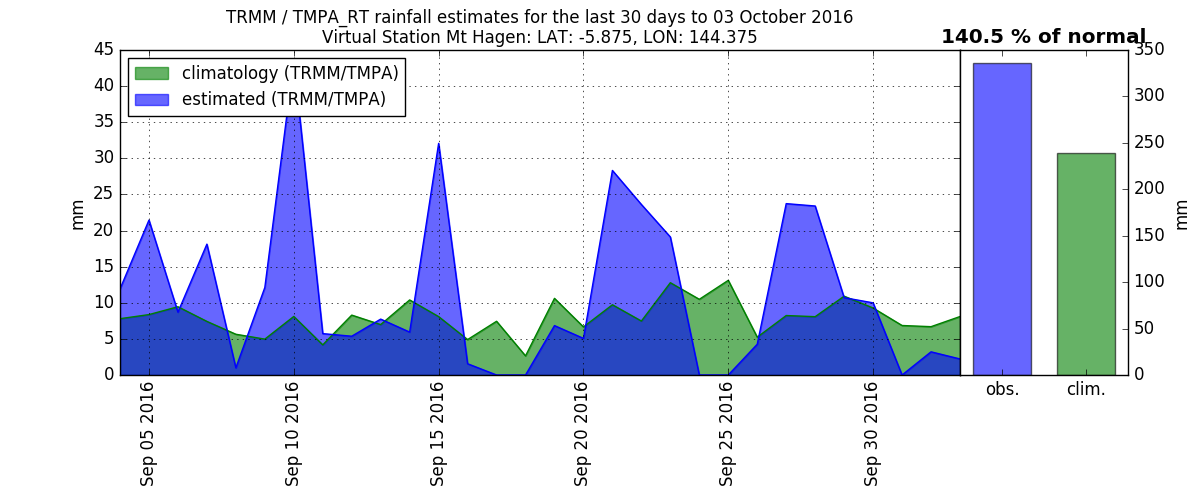 TRMM / TMPA_RT rainfall estimates for the last 30 days to 03 October 2016
Virtual Station Mt Hagen: LAT: -5.875, LON: 144.375
140.5 % of normal
climatology (TRMM/TMPA)
estimated (TRMM/TMPA)
45
40
35
30
25
20
15
10
5
0
mm
Sep 05 2016
Sep 10 2016
Sep 15 2016
Sep 20 2016
Sep 25 2016
Sep 30 2016
350
300
250
200
150
100
50
0
mm
obs.
clim.